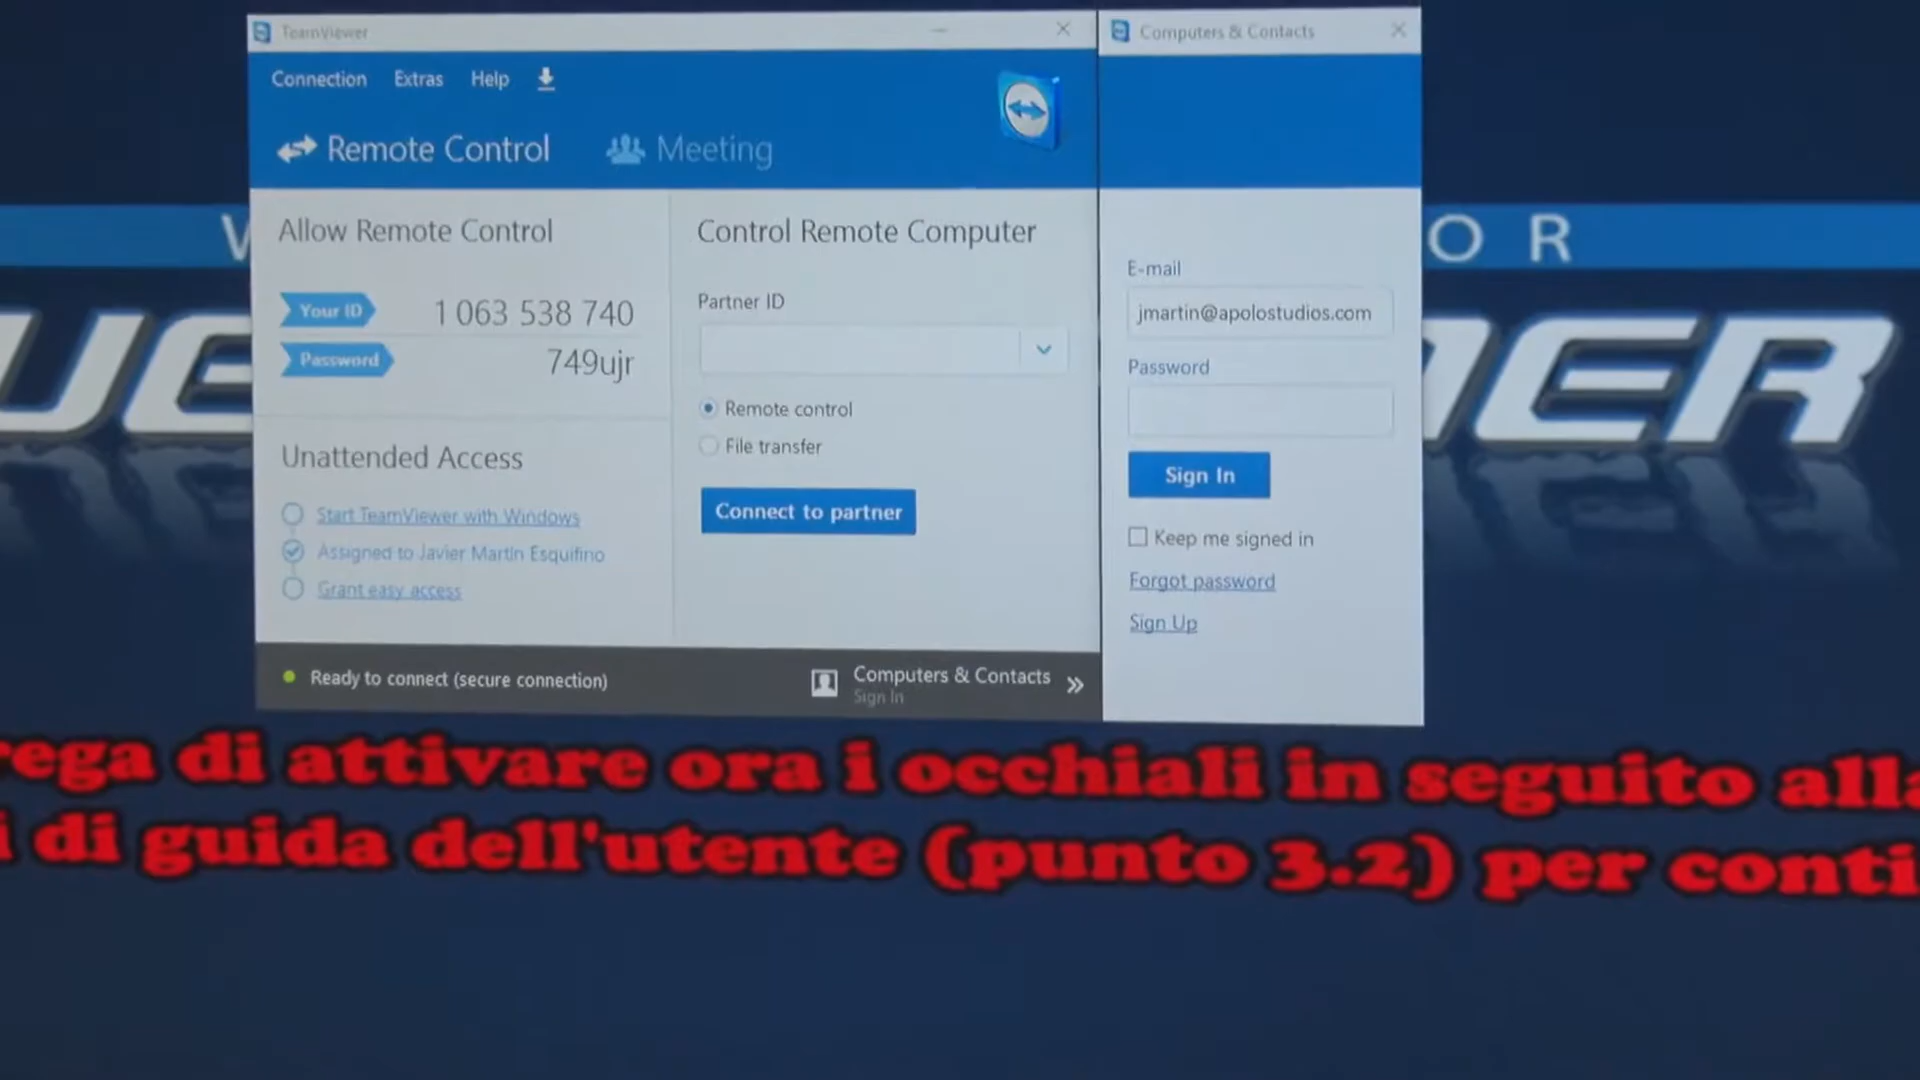 TeamViewer
Connection Extras Help
Remote Control Meeting
Allow Remote Control
Your ID 1 063 538 740
Password 749ujr
Unattended Access
Start TeamViewer with Windows
Assigned to Javier Martin Esquifino
Grant easy access
Control Remote Computer
Partner ID
Remote control
File transfer
Connect to partner
Ready to connect (secure connection)
Computers & Contacts
Sign In
Computers & Contacts
E-mail
jmartin@apolostudios.com
Password
Sign In
Keep me signed in
Forgot password
Sign Up
OR
di attivare ora i occhiali in seguito
di guida dell'utente (punto 3.2) per